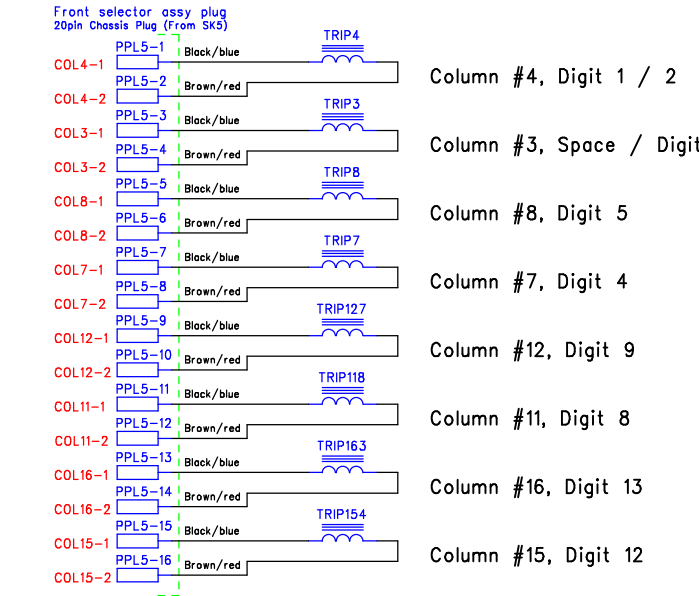 Front selector assy plug
20pin Chassis Plug (From SK5)
PPL5-1 Black/blue TRIP4
COL4-1
PPL5-2 Brown/red Column #4, Digit 1 / 2
COL4-2
PPL5-3 Black/blue TRIP3
COL3-1
PPL5-4 Brown/red Column #3, Space / Digit
COL3-2
PPL5-5 Black/blue TRIP8
COL8-1
PPL5-6 Brown/red Column #8, Digit 5
COL8-2
PPL5-7 Black/blue TRIP7
COL7-1
PPL5-8 Brown/red Column #7, Digit 4
COL7-2
PPL5-9 Black/blue TRIP127
COL12-1
PPL5-10 Brown/red Column #12, Digit 9
COL12-2
PPL5-11 Black/blue TRIP118
COL11-1
PPL5-12 Brown/red Column #11, Digit 8
COL11-2
PPL5-13 Black/blue TRIP163
COL16-1
PPL5-14 Brown/red Column #16, Digit 13
COL16-2
PPL5-15 Black/blue TRIP154
COL15-1
PPL5-16 Brown/red Column #15, Digit 12
COL15-2